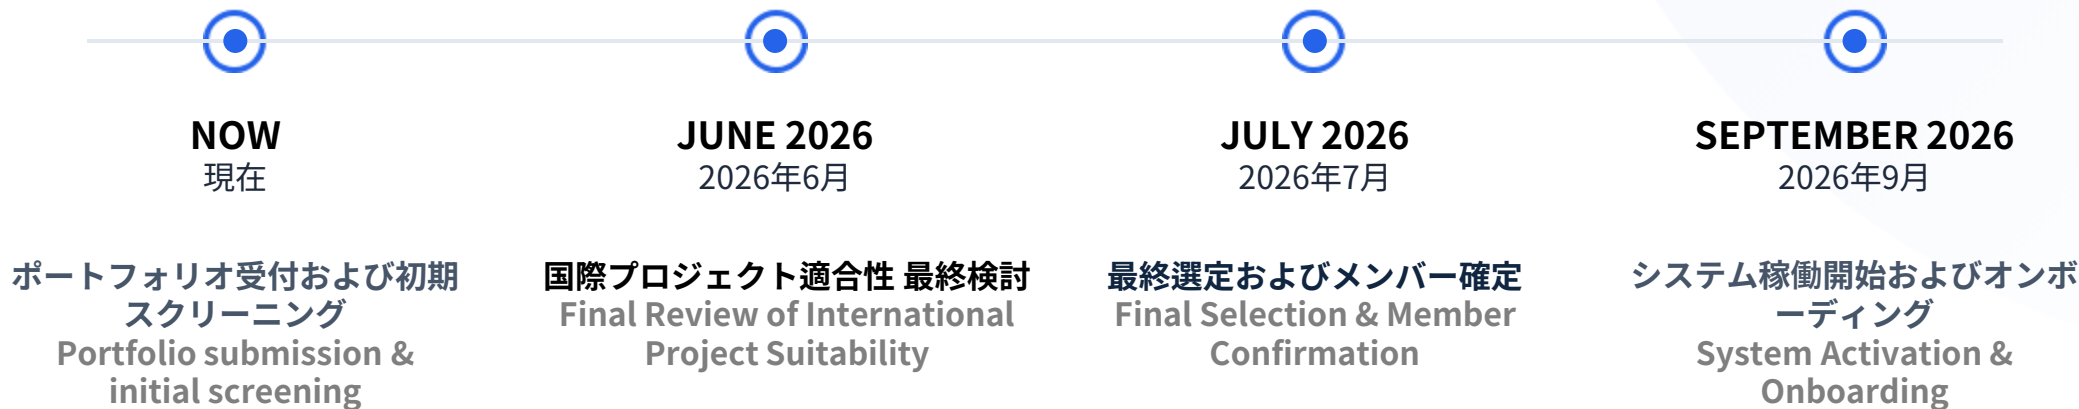 NOW
現在
ポートフォリオ受付および初期
スクリーニング
Portfolio submission &
initial screening
JUNE 2026
2026年6月
国際プロジェクト適合性 最終検討
Final Review of International
Project Suitability
JULY 2026
2026年7月
最終選定およびメンバー確定
Final Selection & Member
Confirmation
SEPTEMBER 2026
2026年9月
システム稼働開始およびオンボ
ーディング
System Activation &
Onboarding